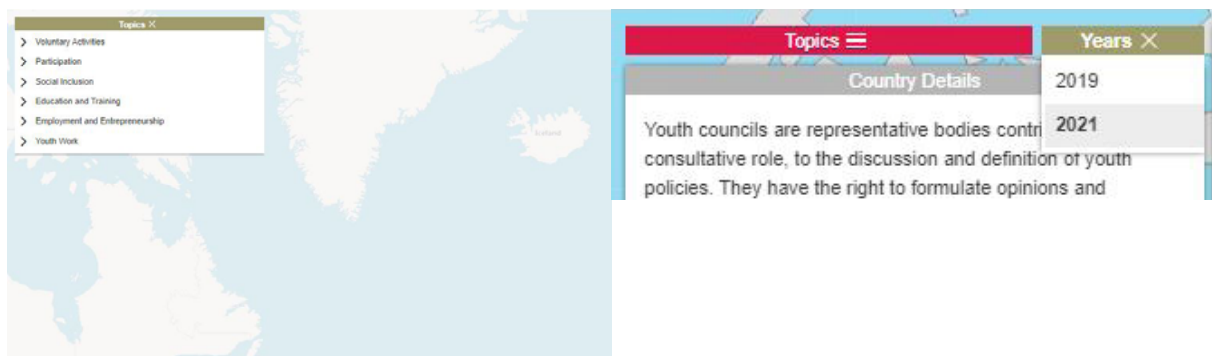 Topics ×
Voluntary Activities
Participation
Social Inclusion
Education and Training
Employment and Entrepreneurship
Youth Work
Iceland
Topics
Years ×
2019
2021
Country Details
Youth councils are representative bodies contri
consultative role, to the discussion and definition of youth
policies. They have the right to formulate opinions and